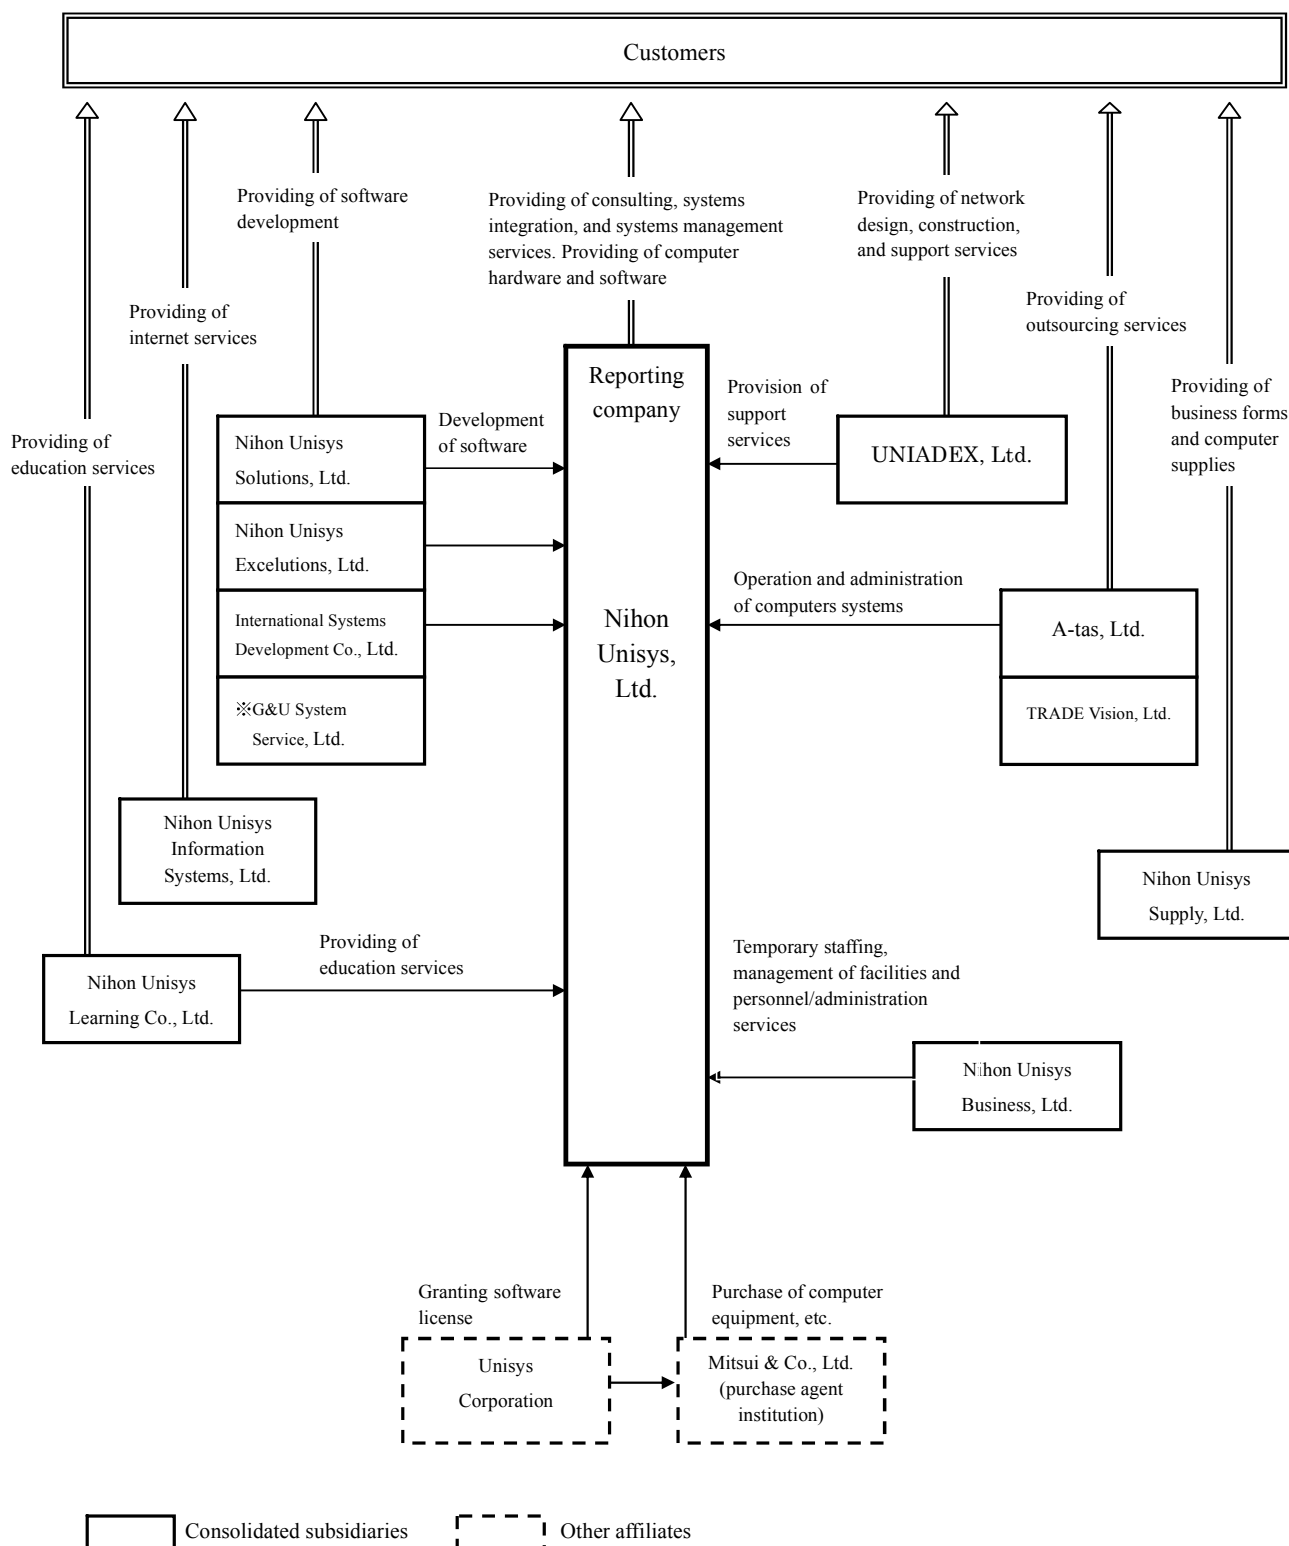 Customers
Providing of software
development
Providing of consulting, systems
integration, and systems management
services. Providing of computer
hardware and software
Providing of network
design, construction,
and support services
Providing of
internet services
Providing of
outsourcing services
Providing of
education services
Providing of
business forms
and computer
supplies
Reporting
company
Nihon
Unisys,
Ltd.
Development
of software
Provision of
support
services
Nihon Unisys
Solutions, Ltd.
UNIADEX, Ltd.
Nihon Unisys
Excelutions, Ltd.
Operation and administration
of computers systems
International Systems
Development Co., Ltd.
A-tas, Ltd.
※G&U System
Service, Ltd.
TRADE Vision, Ltd.
Nihon Unisys
Information
Systems, Ltd.
Nihon Unisys
Supply, Ltd.
Providing of
education services
Nihon Unisys
Learning Co., Ltd.
Temporary staffing,
management of facilities and
personnel/administration
services
Nihon Unisys
Business, Ltd.
Granting software
license
Purchase of computer
equipment, etc.
Unisys
Corporation
Mitsui & Co., Ltd.
(purchase agent
institution)
Consolidated subsidiaries
Other affiliates